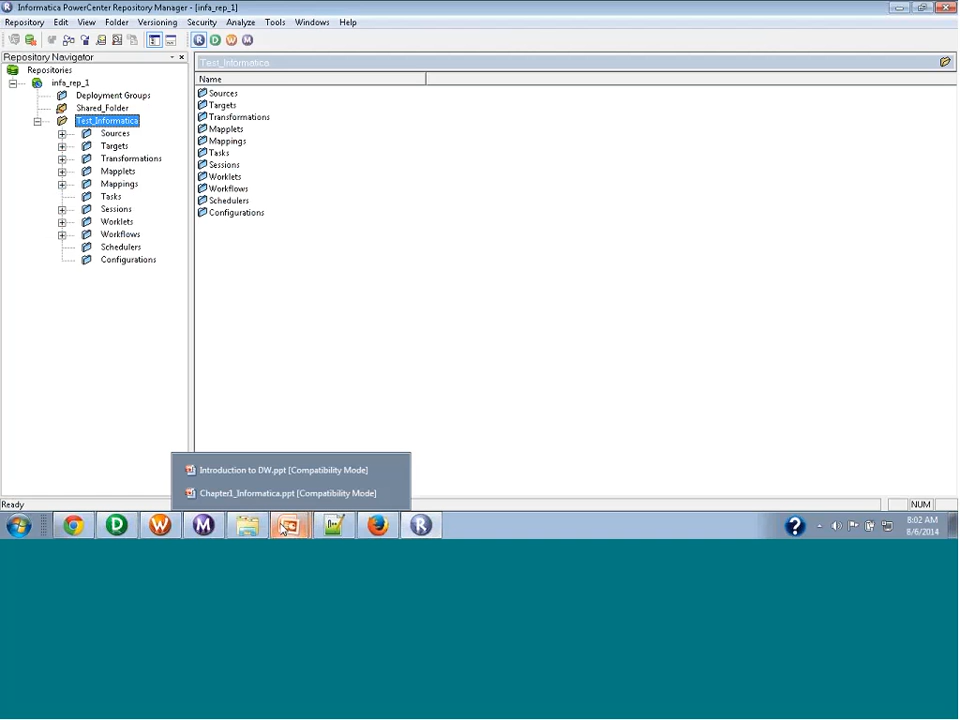 Informatica PowerCenter Repository Manager - [infa_rep_1]
Repository Edit View Folder Versioning Security Analyze Tools Windows Help
R D W M
Repository Navigator
Repositories
infa_rep_1
Deployment Groups
Shared_Folder
Test_Informatica
Sources
Targets
Transformations
Mapplets
Mappings
Tasks
Sessions
Worklets
Workflows
Schedulers
Configurations
Test_Informatica
Name
Sources
Targets
Transformations
Mapplets
Mappings
Tasks
Sessions
Worklets
Workflows
Schedulers
Configurations
Introduction to DW.ppt [Compatibility Mode]
Chapter1_Informatica.ppt [Compatibility Mode]
Ready
NUM
D W M R ?
8:02 AM
8/6/2014